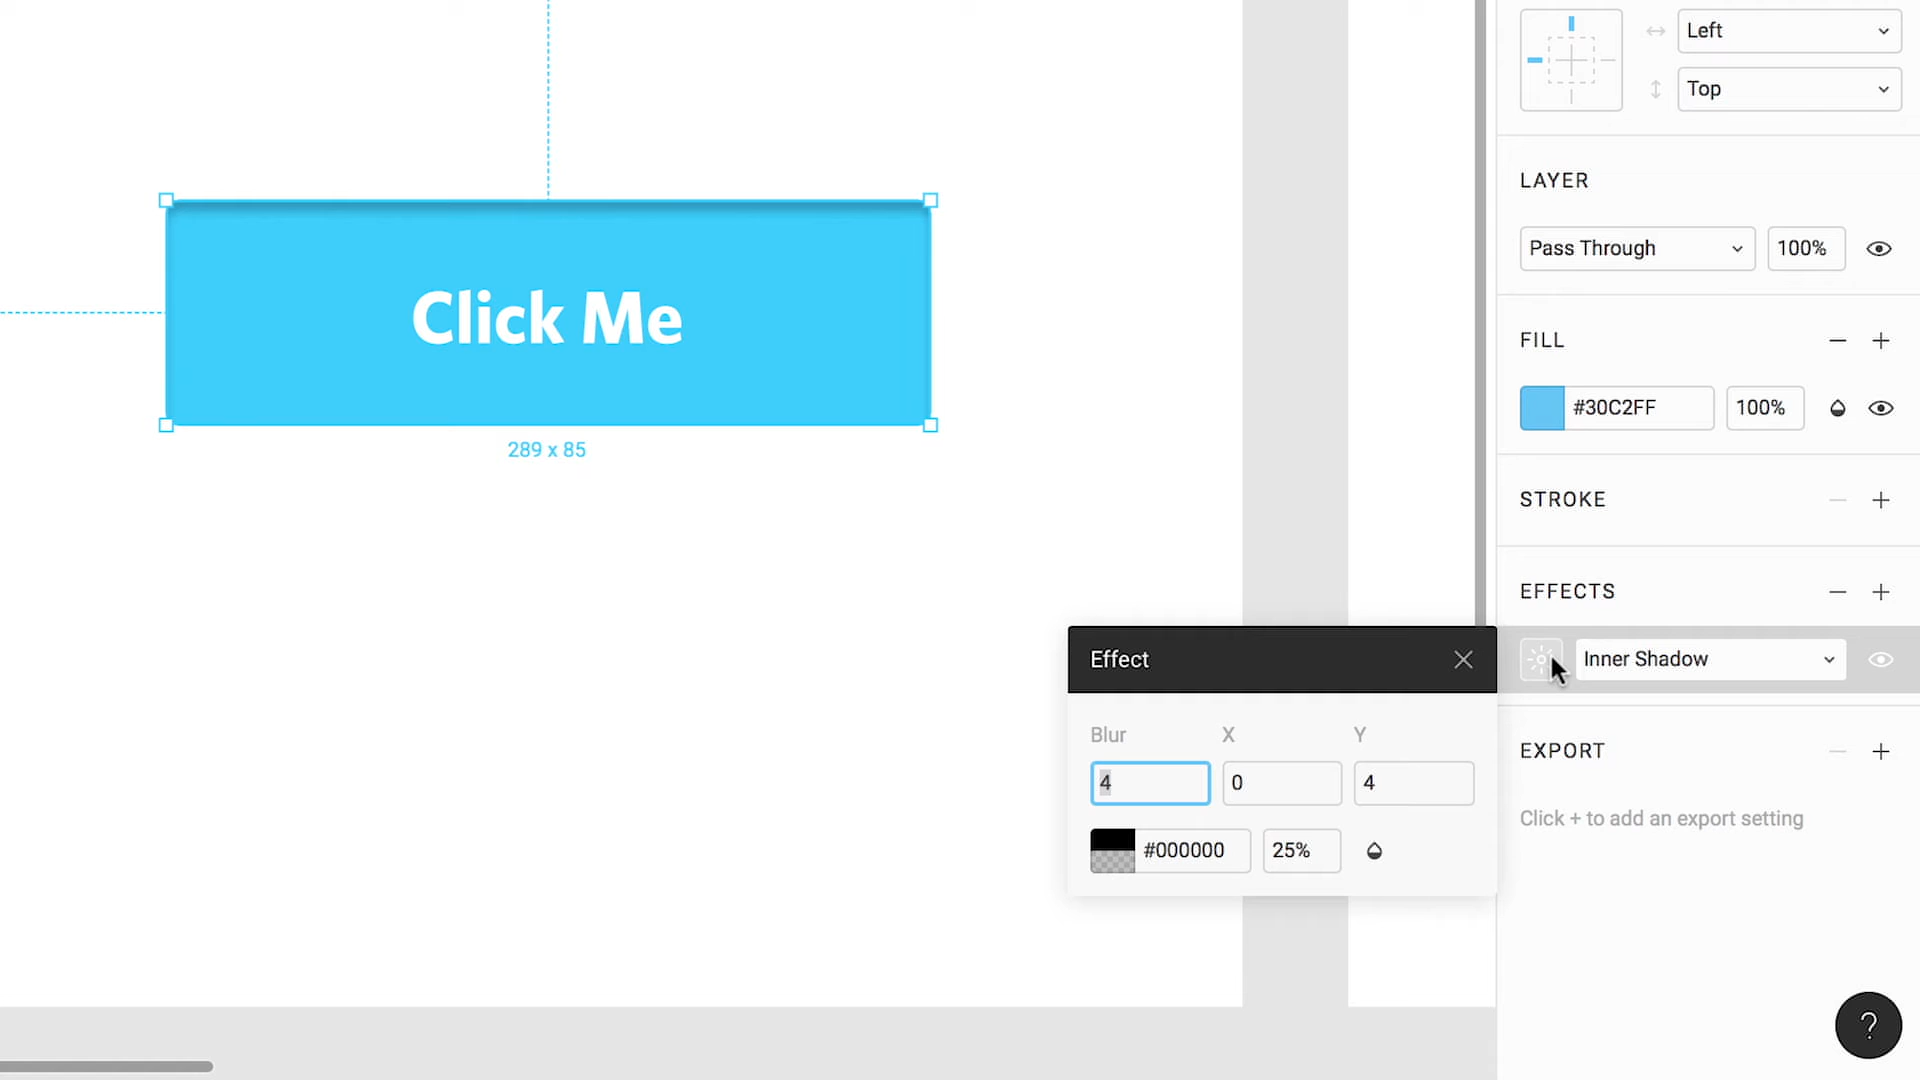 Left
Top
LAYER
Pass Through 100%
Click Me
FILL
#30C2FF 100%
289 x 85
STROKE
EFFECTS
Effect
Inner Shadow
Blur X Y
4 0 4
#000000 25%
EXPORT
Click + to add an export setting
?